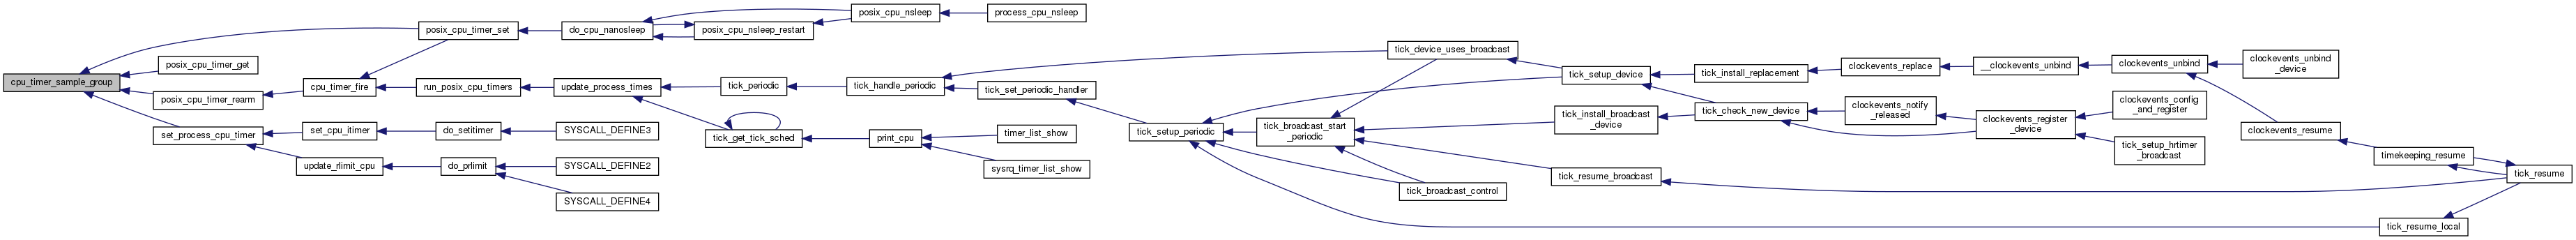 cpu_timer_sample_group
posix_cpu_timer_set
posix_cpu_timer_get
posix_cpu_timer_rearm
set_process_cpu_timer
cpu_timer_fire
set_cpu_itimer
update_rlimit_cpu
run_posix_cpu_timers
do_setitimer
do_prlimit
do_cpu_nanosleep
update_process_times
SYSCALL_DEFINE3
SYSCALL_DEFINE2
SYSCALL_DEFINE4
posix_cpu_nsleep_restart
tick_periodic
tick_get_tick_sched
posix_cpu_nsleep
tick_handle_periodic
print_cpu
process_cpu_nsleep
tick_set_periodic_handler
timer_list_show
sysrq_timer_list_show
tick_setup_periodic
tick_broadcast_start
_periodic
tick_device_uses_broadcast
tick_broadcast_control
tick_setup_device
tick_install_broadcast
_device
tick_resume_broadcast
tick_install_replacement
tick_check_new_device
clockevents_replace
clockevents_notify
_released
__clockevents_unbind
clockevents_register
_device
clockevents_unbind
clockevents_config
_and_register
tick_setup_hrtimer
_broadcast
clockevents_unbind
_device
clockevents_resume
timekeeping_resume
tick_resume_local
tick_resume